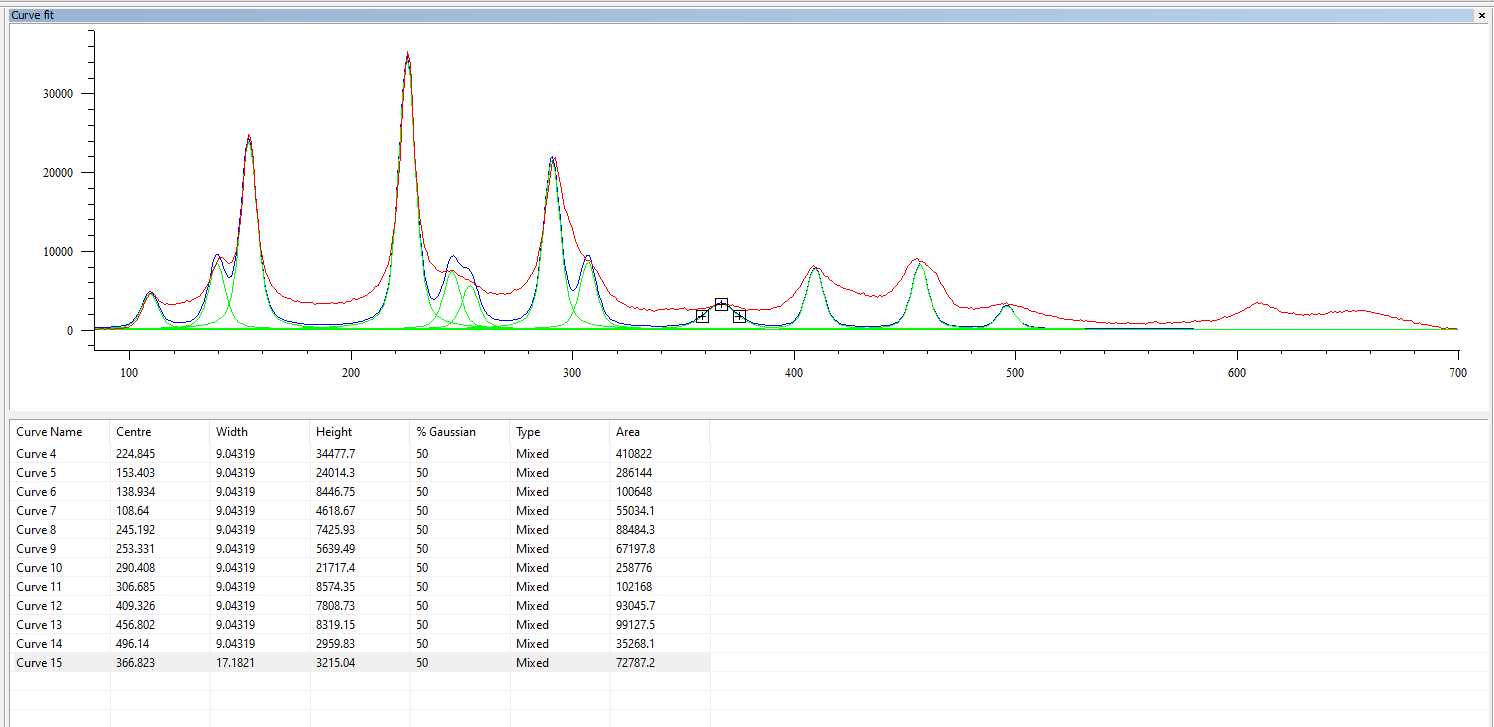 Curve fit
30000
20000
10000
0
100 200 300 400 500 600 700
Curve Name Centre Width Height % Gaussian Type Area
Curve 4 224.845 9.04319 34477.7 50 Mixed 410822
Curve 5 153.403 9.04319 24014.3 50 Mixed 286144
Curve 6 138.934 9.04319 8446.75 50 Mixed 100648
Curve 7 108.64 9.04319 4618.67 50 Mixed 55034.1
Curve 8 245.192 9.04319 7425.93 50 Mixed 88484.3
Curve 9 253.331 9.04319 5639.49 50 Mixed 67197.8
Curve 10 290.408 9.04319 21717.4 50 Mixed 258776
Curve 11 306.685 9.04319 8574.35 50 Mixed 102168
Curve 12 409.326 9.04319 7808.73 50 Mixed 93045.7
Curve 13 456.802 9.04319 8319.15 50 Mixed 99127.5
Curve 14 496.14 9.04319 2959.83 50 Mixed 35268.1
Curve 15 366.823 17.1821 3215.04 50 Mixed 72787.2